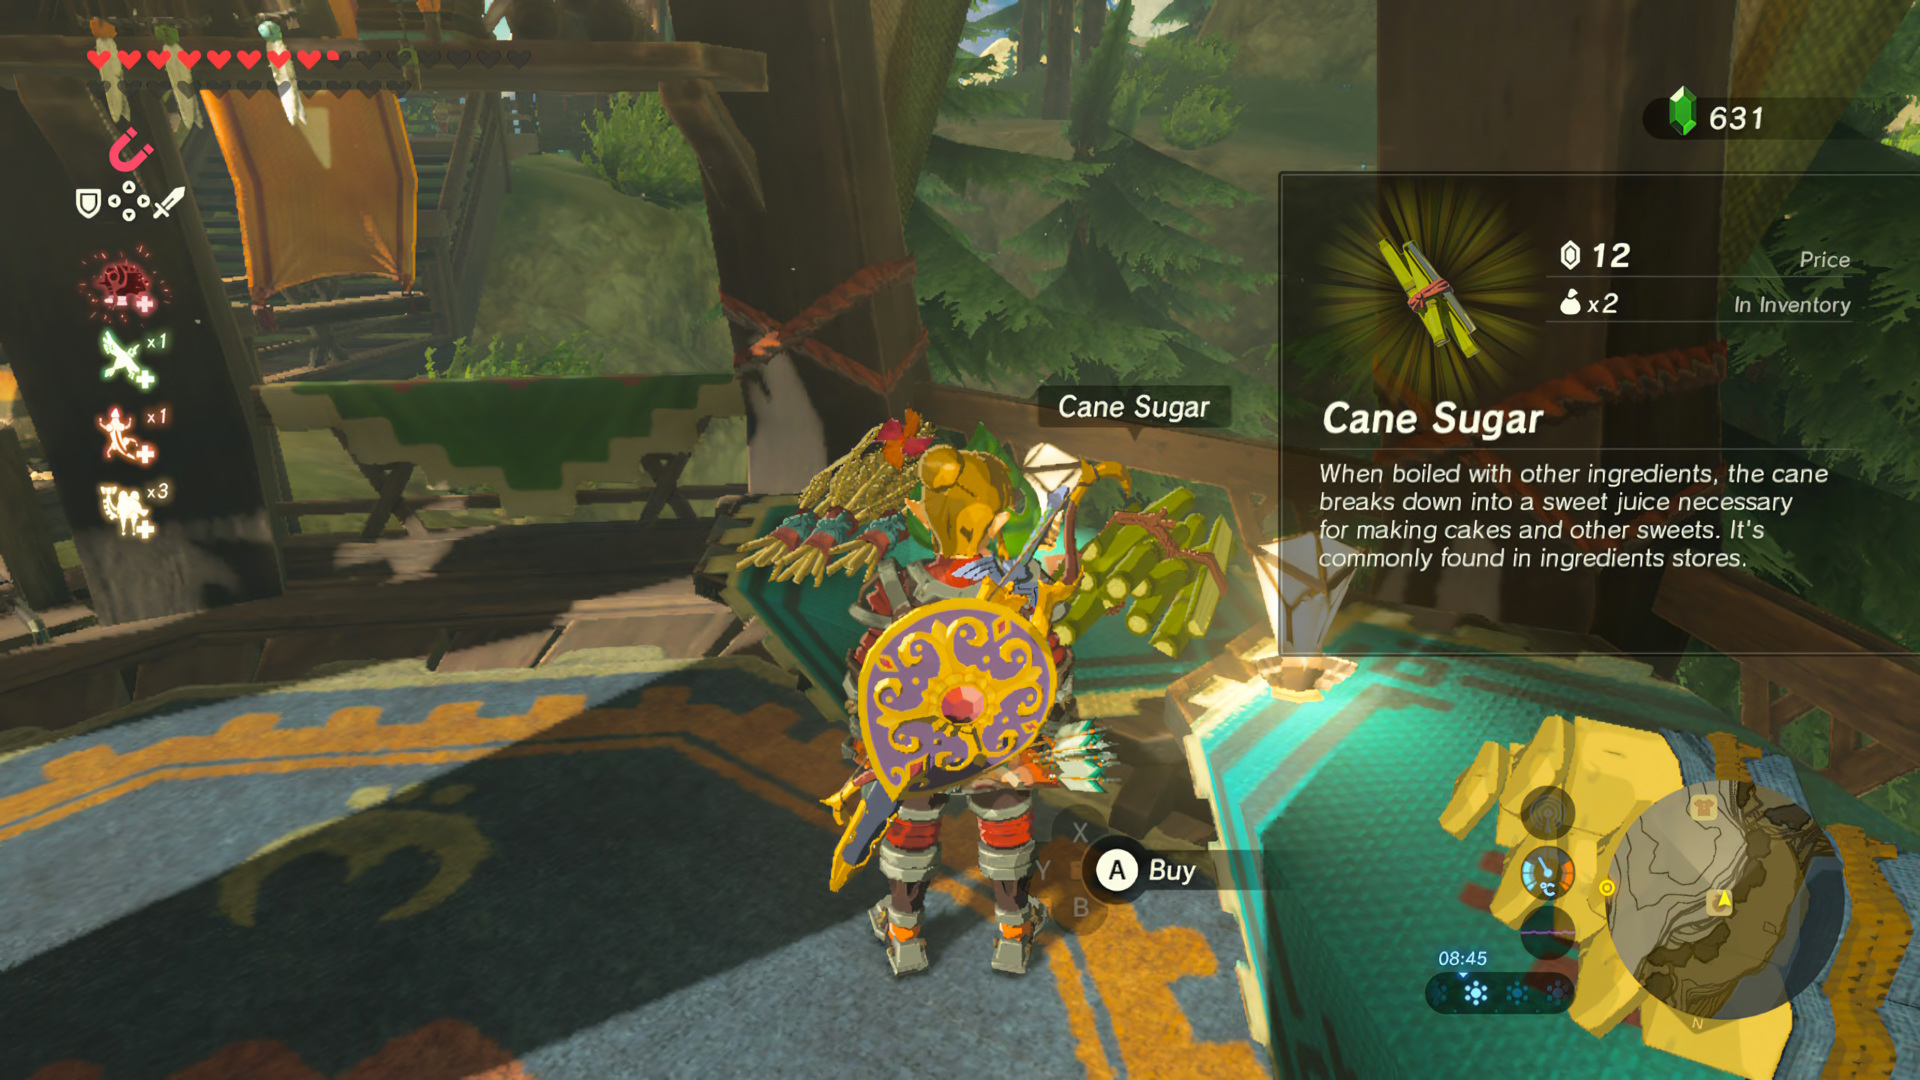 631
12
Price
x2
In Inventory
x1
x1
x3
Cane Sugar
Cane Sugar
When boiled with other ingredients, the cane
breaks down into a sweet juice necessary
for making cakes and other sweets. It's
commonly found in ingredients stores.
X
Y
A Buy
B
°C
08:45
N